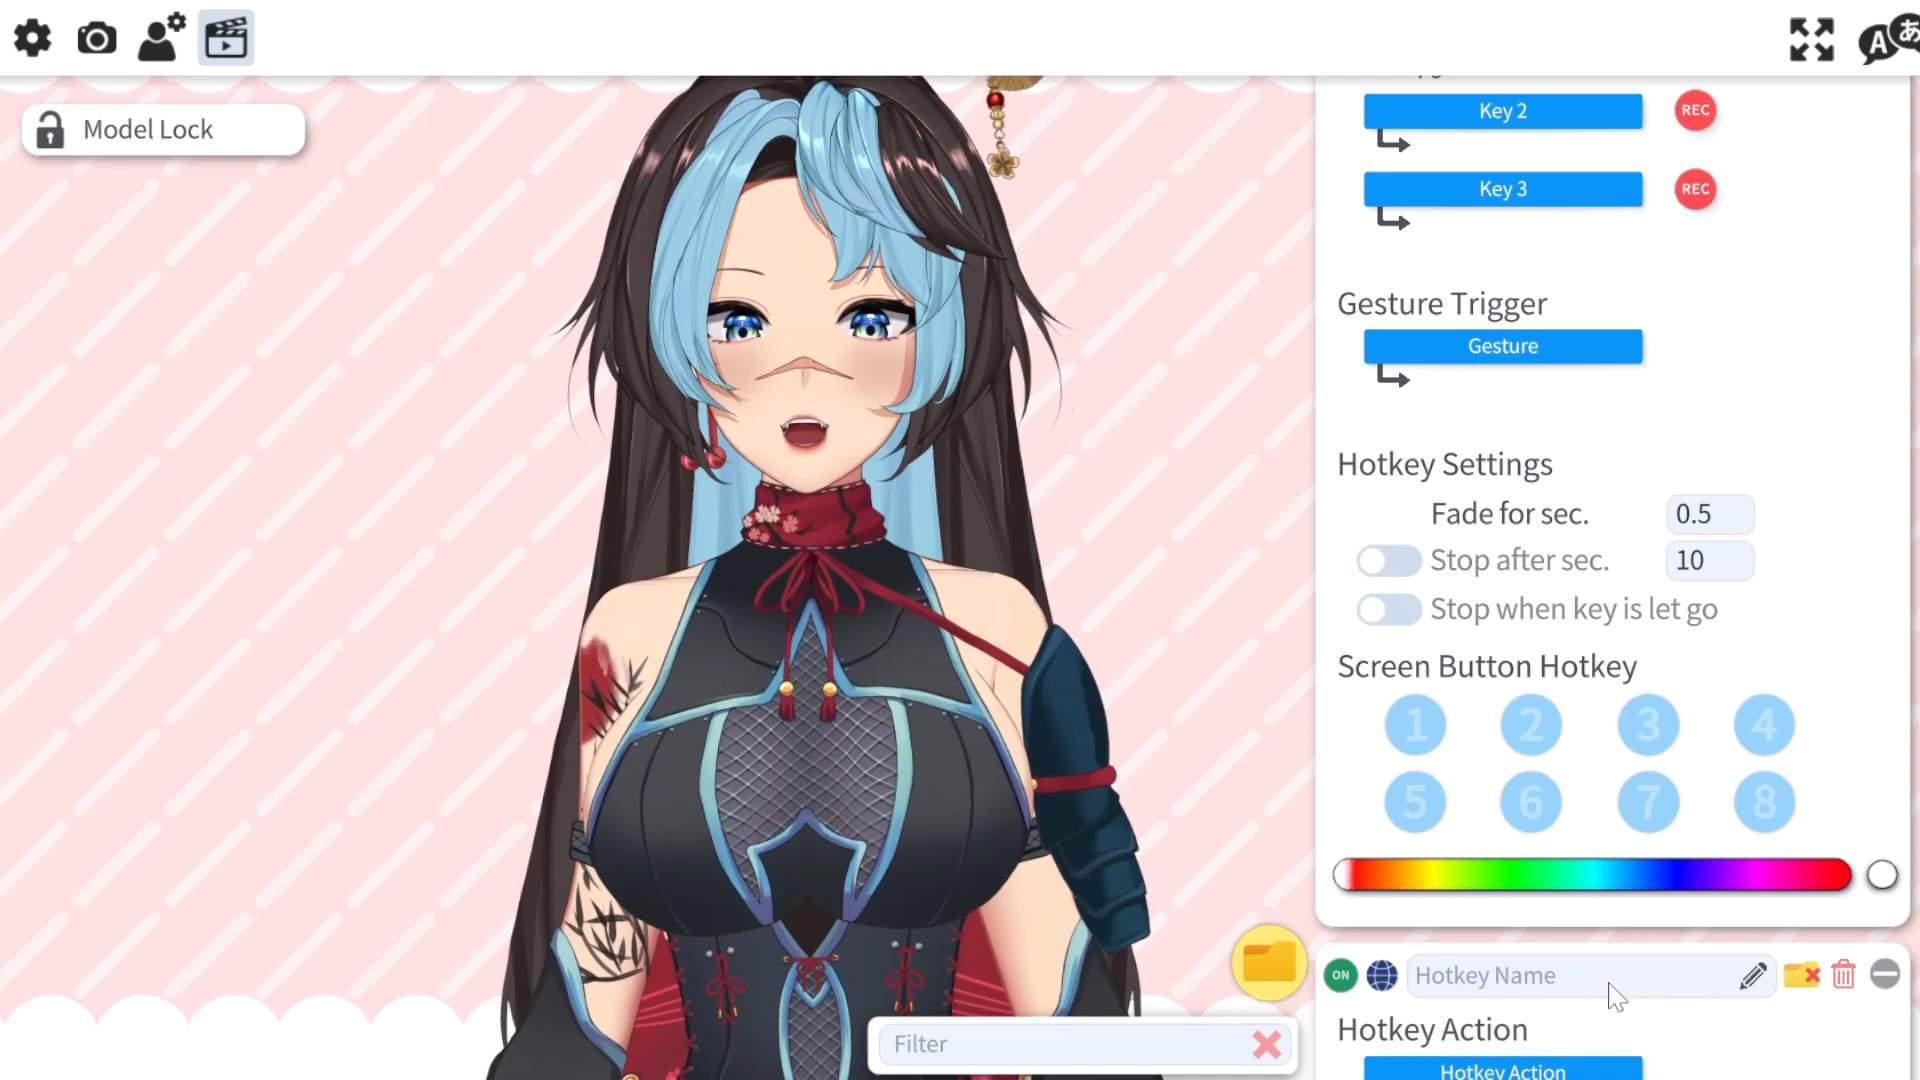 A あ
Model Lock
Key 2
REC
Key 3
REC
Gesture Trigger
Gesture
Hotkey Settings
Fade for sec. 0.5
Stop after sec. 10
Stop when key is let go
Screen Button Hotkey
1 2 3 4
5 6 7 8
ON Hotkey Name
Hotkey Action
Hotkey Action
Filter